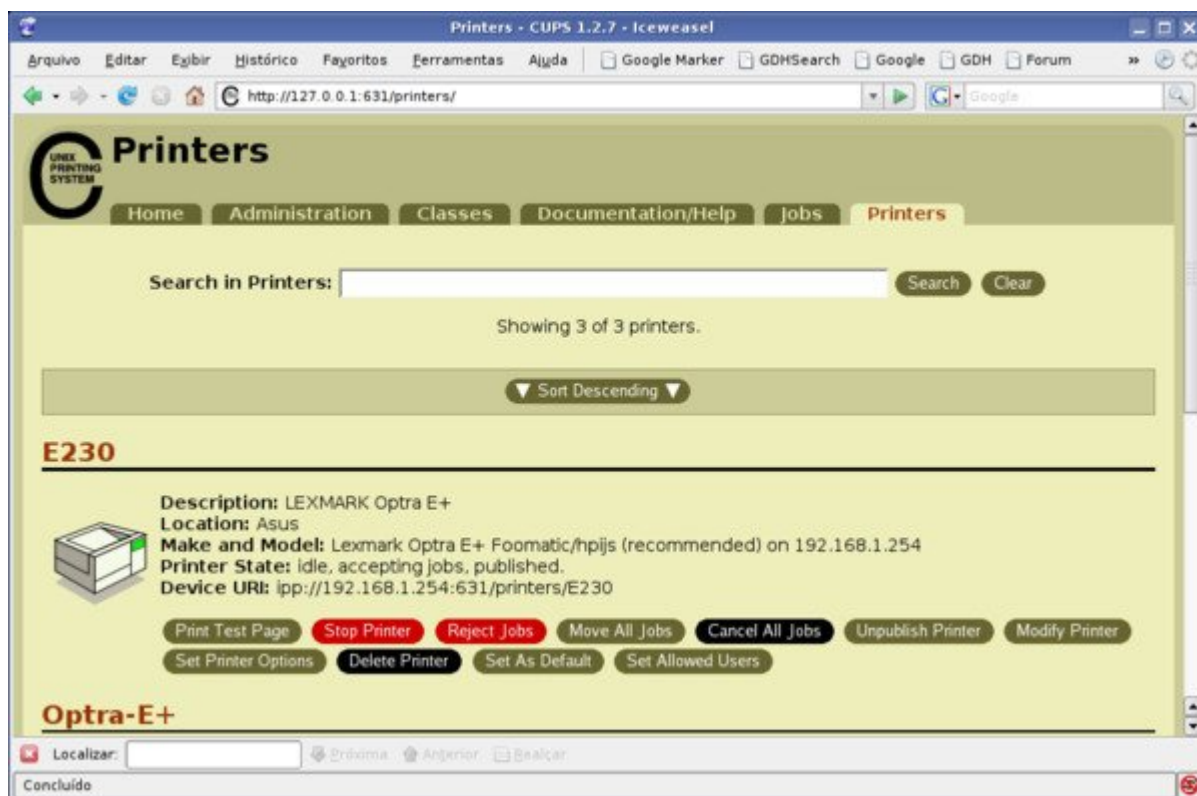 Printers - CUPS 1.2.7 - Iceweasel
Arquivo Editar Exibir Histórico Favoritos Ferramentas Ajuda Google Marker GDHSearch Google GDH Forum »
http://127.0.0.1:631/printers/ Google
UNIX
PRINTING
SYSTEM
Printers
Home Administration Classes Documentation/Help Jobs Printers
Search in Printers: Search Clear
Showing 3 of 3 printers.
▼ Sort Descending ▼
E230
Description: LEXMARK Optra E+
Location: Asus
Make and Model: Lexmark Optra E+ Foomatic/hpijs (recommended) on 192.168.1.254
Printer State: idle, accepting jobs, published.
Device URI: ipp://192.168.1.254:631/printers/E230
Print Test Page Stop Printer Reject Jobs Move All Jobs Cancel All Jobs Unpublish Printer Modify Printer
Set Printer Options Delete Printer Set As Default Set Allowed Users
Optra-E+
Localizar: Próxima Anterior Realçar
Concluído